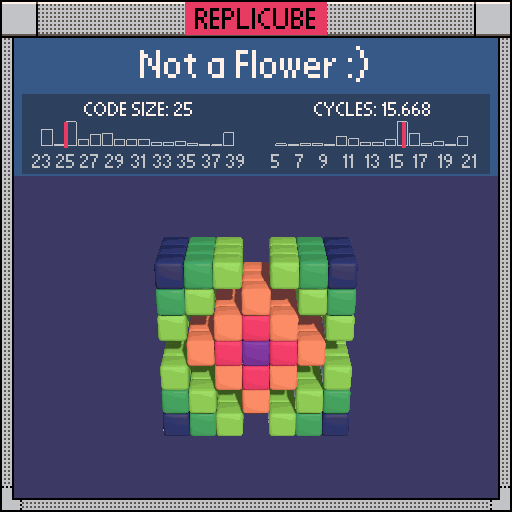 REPLICUBE
Not a Flower :)
CODE SIZE: 25 CYCLES: 15.668
23 25 27 29 31 33 35 37 39 5 7 9 11 13 15 17 19 21